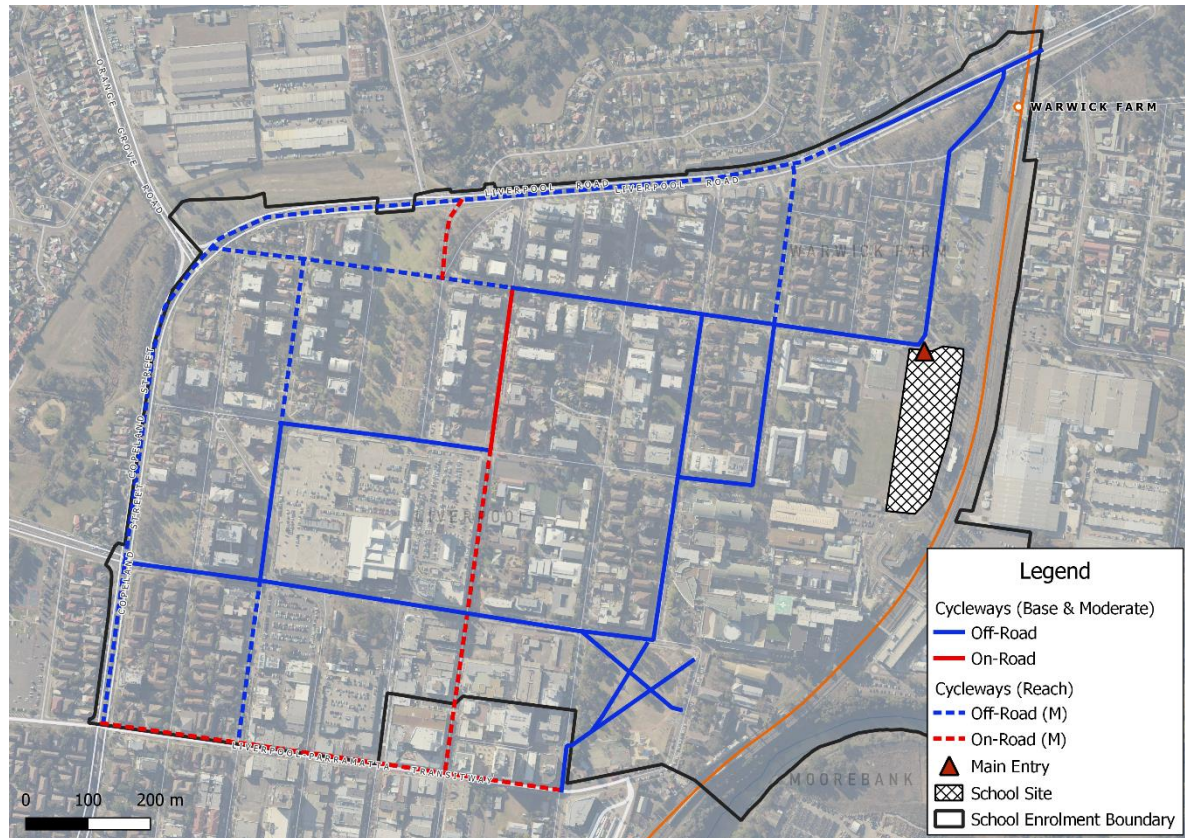 ORANGE GROVE ROAD
WARWICK FARM
LIVERPOOL ROAD LIVERPOOL ROAD
WARWICK FARM
COPELAND STREET COPELAND STREET
COPELAND STREET
LIVERPOOL
LIVERPOOL-PARRAMATTA TRANSITWAY
MOOREBANK
0 100 200 m
Legend
Cycleways (Base & Moderate)
Off-Road
On-Road
Cycleways (Reach)
Off-Road (M)
On-Road (M)
Main Entry
School Site
School Enrolment Boundary